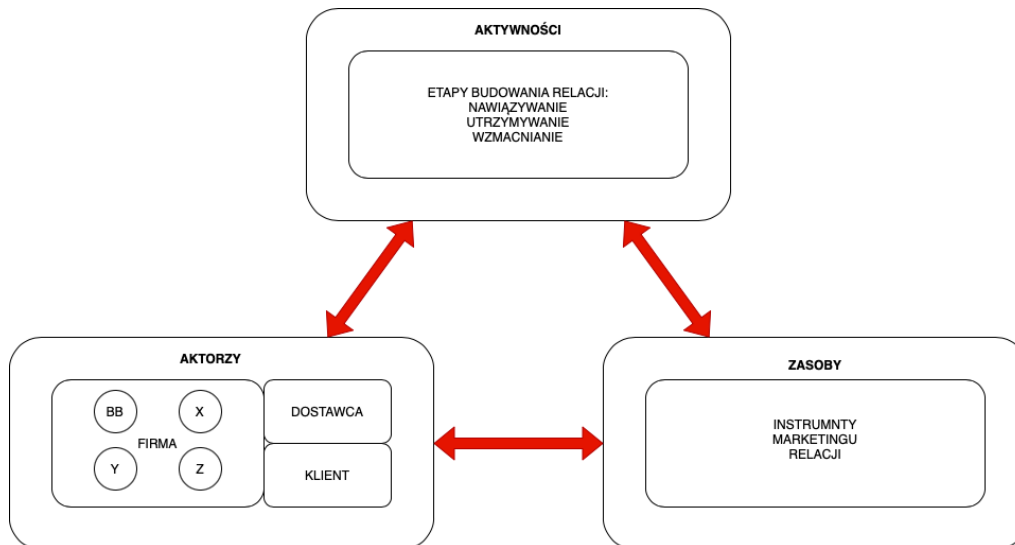 AKTYWNOŚCI
ETAPY BUDOWANIA RELACJI:
NAWIĄZYWANIE
UTRZYMYWANIE
WZMACNIANIE
AKTORZY
BB
X
FIRMA
Y
Z
DOSTAWCA
KLIENT
ZASOBY
INSTRUMNTY
MARKETINGU
RELACJI